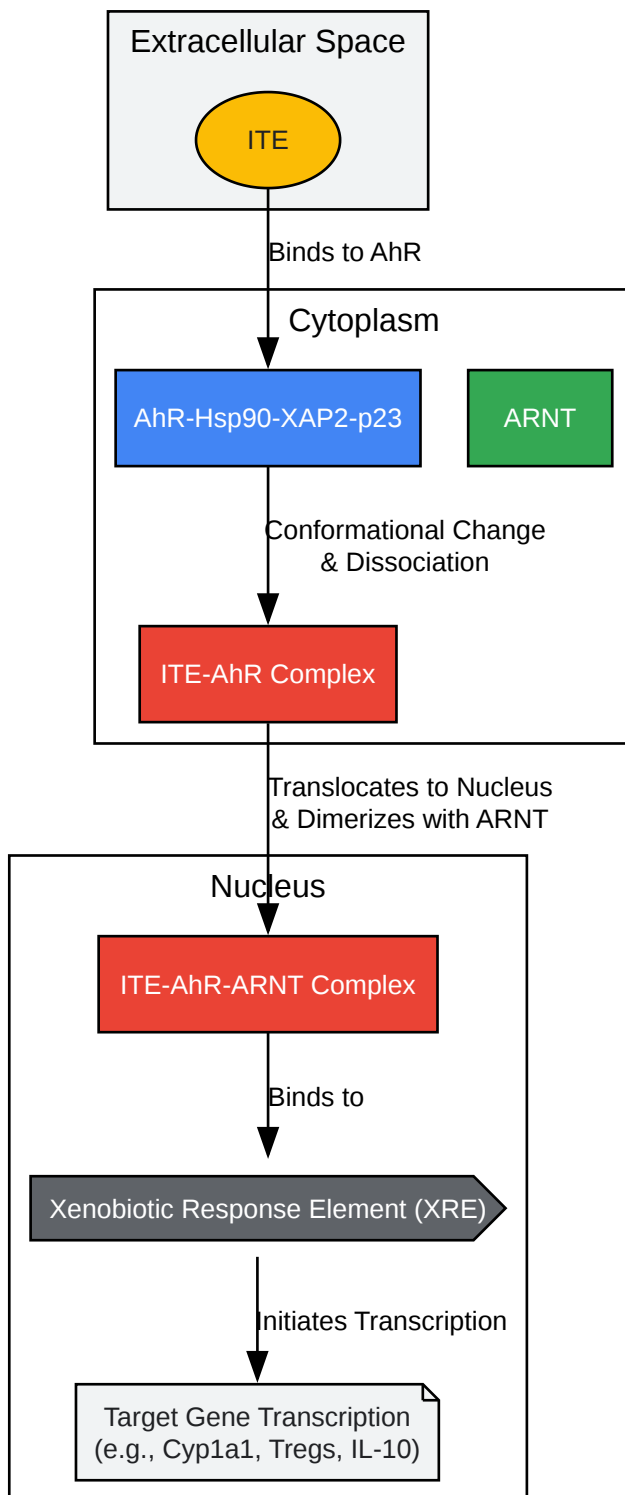 Extracellular Space
ITE
Binds to AhR
Cytoplasm
AhR-Hsp90-XAP2-p23
ARNT
Conformational Change
& Dissociation
ITE-AhR Complex
Translocates to Nucleus
& Dimerizes with ARNT
Nucleus
ITE-AhR-ARNT Complex
Binds to
Xenobiotic Response Element (XRE)
Initiates Transcription
Target Gene Transcription
(e.g., Cyp1a1, Tregs, IL-10)